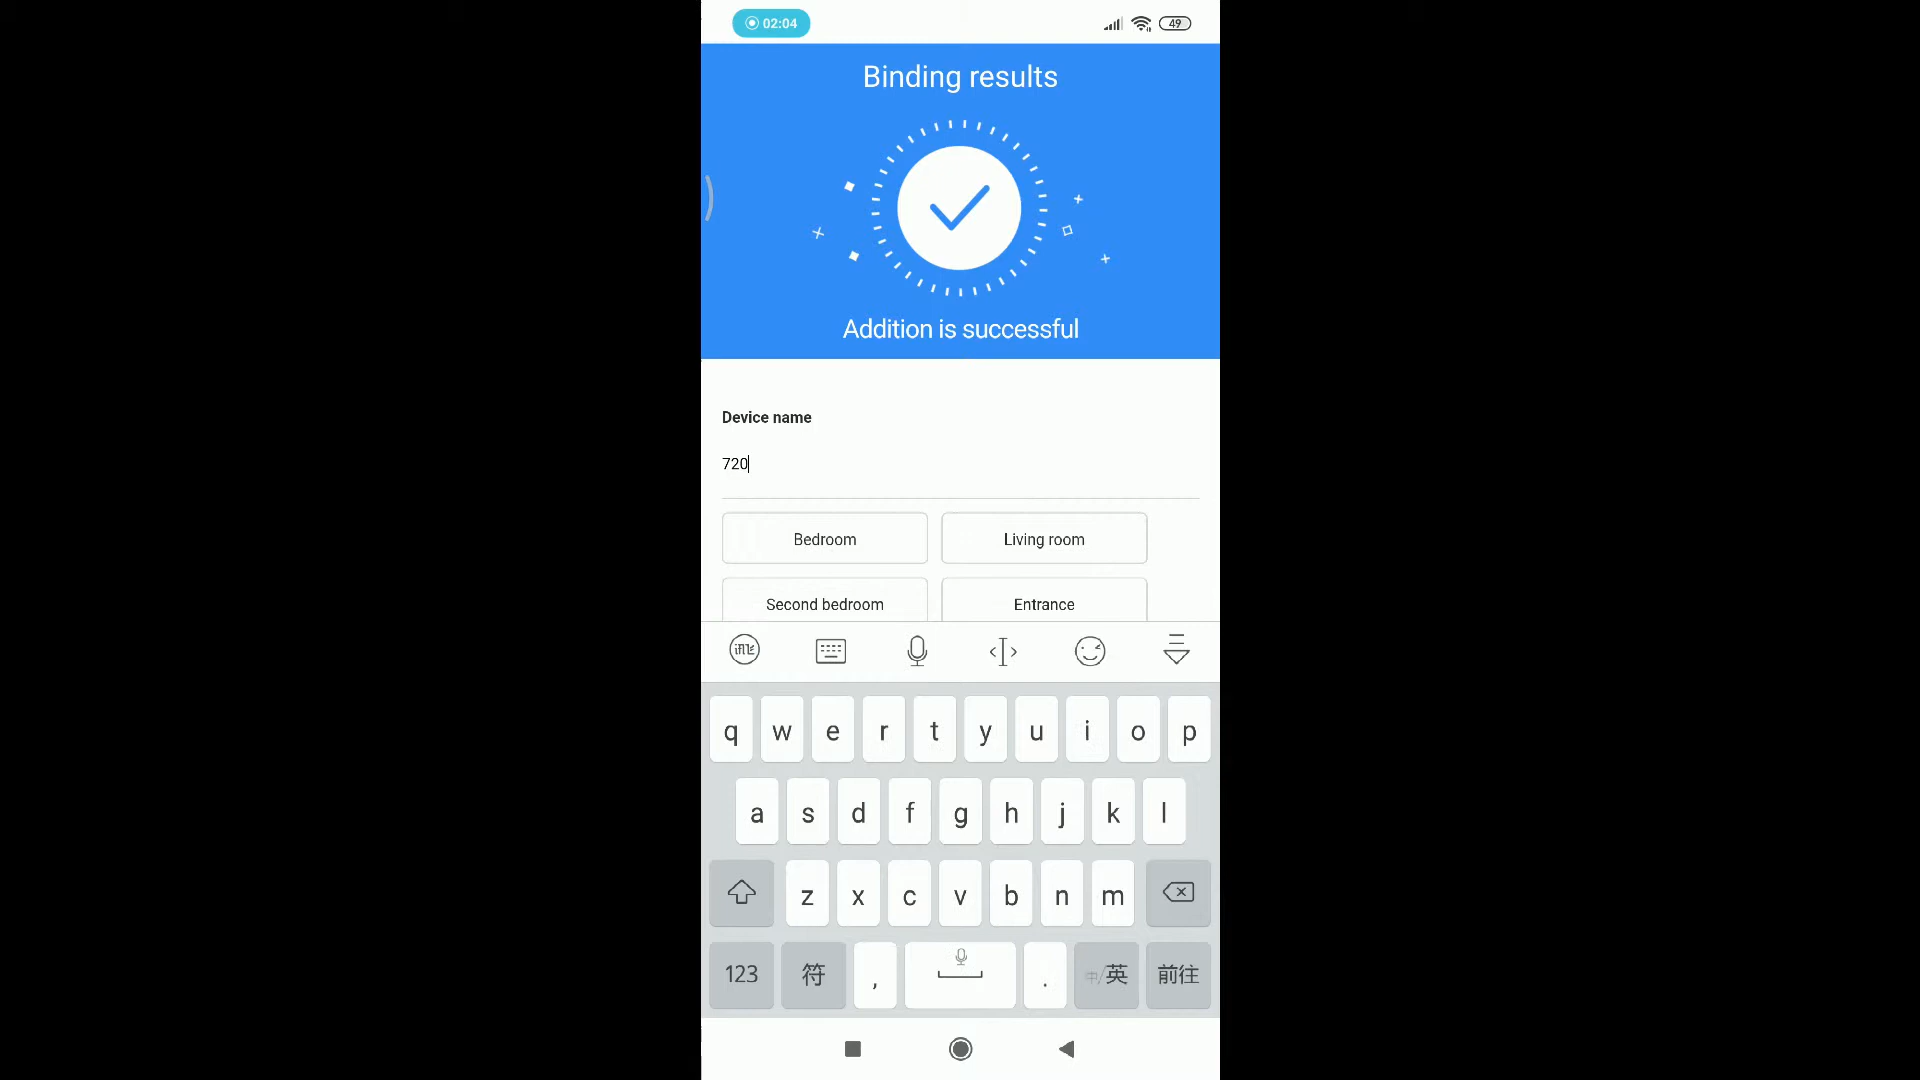 02:04 49
Binding results
Addition is successful
Device name
720
Bedroom Living room
Second bedroom Entrance
q w e r t y u i o p
a s d f g h j k l
z x c v b n m
123 符 , . 中/英 前往